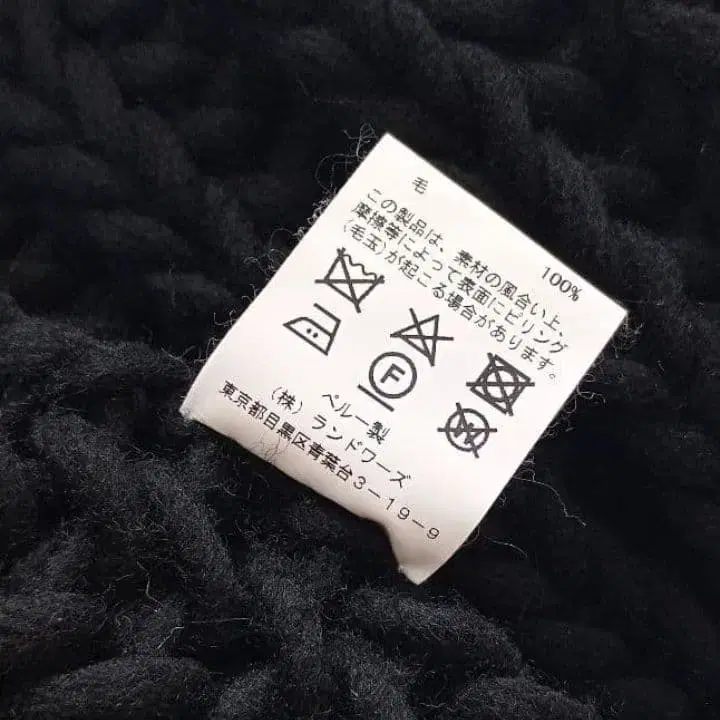 毛 100%
この製品は、素材の風合い上、
摩擦等によって表面にピリング
(毛玉)が起こる場合があります。
F
W
ペルー製
(株) ランドワーズ
東京都目黒区青葉台3-19-9